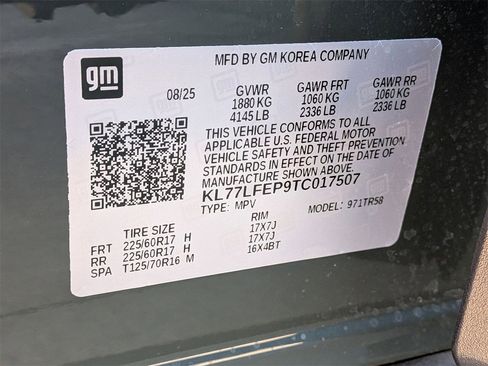 gm
MFD BY GM KOREA COMPANY
08/25 GVWR GAWR FRT GAWR RR
1880 KG 1060 KG 1060 KG
4145 LB 2336 LB 2336 LB
THIS VEHICLE CONFORMS TO ALL
APPLICABLE U.S. FEDERAL MOTOR
VEHICLE SAFETY AND THEFT PREVENTION
STANDARDS IN EFFECT ON THE DATE
OF MANUFACTURE SHOWN ABOVE.
KL77LFEP9TC017507
TYPE: MPV MODEL: 971TR58
TIRE SIZE RIM
FRT 225/60R17 H 17X7J
RR 225/60R17 H 17X7J
SPA T125/70R16 M 16X4BT